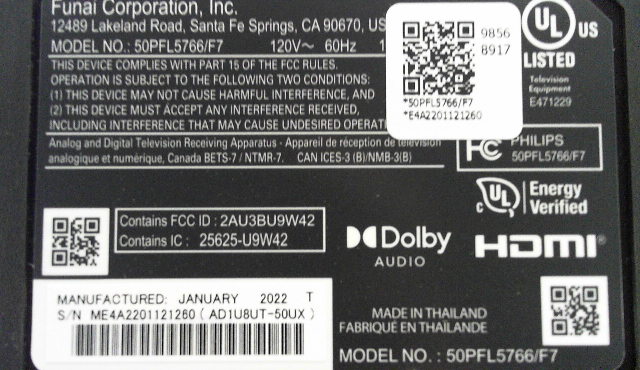 Funai Corporation, Inc.
12489 Lakeland Road, Santa Fe Springs, CA 90670, US
MODEL NO.: 50PFL5766/F7 120V~ 60Hz 1
THIS DEVICE COMPLIES WITH PART 15 OF THE FCC RULES.
OPERATION IS SUBJECT TO THE FOLLOWING TWO CONDITIONS:
(1) THIS DEVICE MAY NOT CAUSE HARMFUL INTERFERENCE, AND
(2) THIS DEVICE MUST ACCEPT ANY INTERFERENCE RECEIVED,
INCLUDING INTERFERENCE THAT MAY CAUSE UNDESIRED OPERATI
9856
8917
*50PFL5766/F7
*E4A2201121260
UL US
LISTED
Television
Equipment
E471229
Analog and Digital Television Receiving Apparatus - Appareil de réception de télévision
analogique et numérique, Canada BETS-7 / NTMR-7. CAN ICES-3 (B)/NMB-3(B)
FC PHILIPS
50PFL5766/F7
c UL Energy
Verified
Contains FCC ID : 2AU3BU9W42
Contains IC : 25625-U9W42
Dolby
AUDIO
HDMI®
MANUFACTURED: JANUARY 2022 T
S/N ME4A2201121260 ( AD1U8UT-50UX )
MADE IN THAILAND
FABRIQUÉ EN THAÏLANDE
MODEL NO. : 50PFL5766/F7